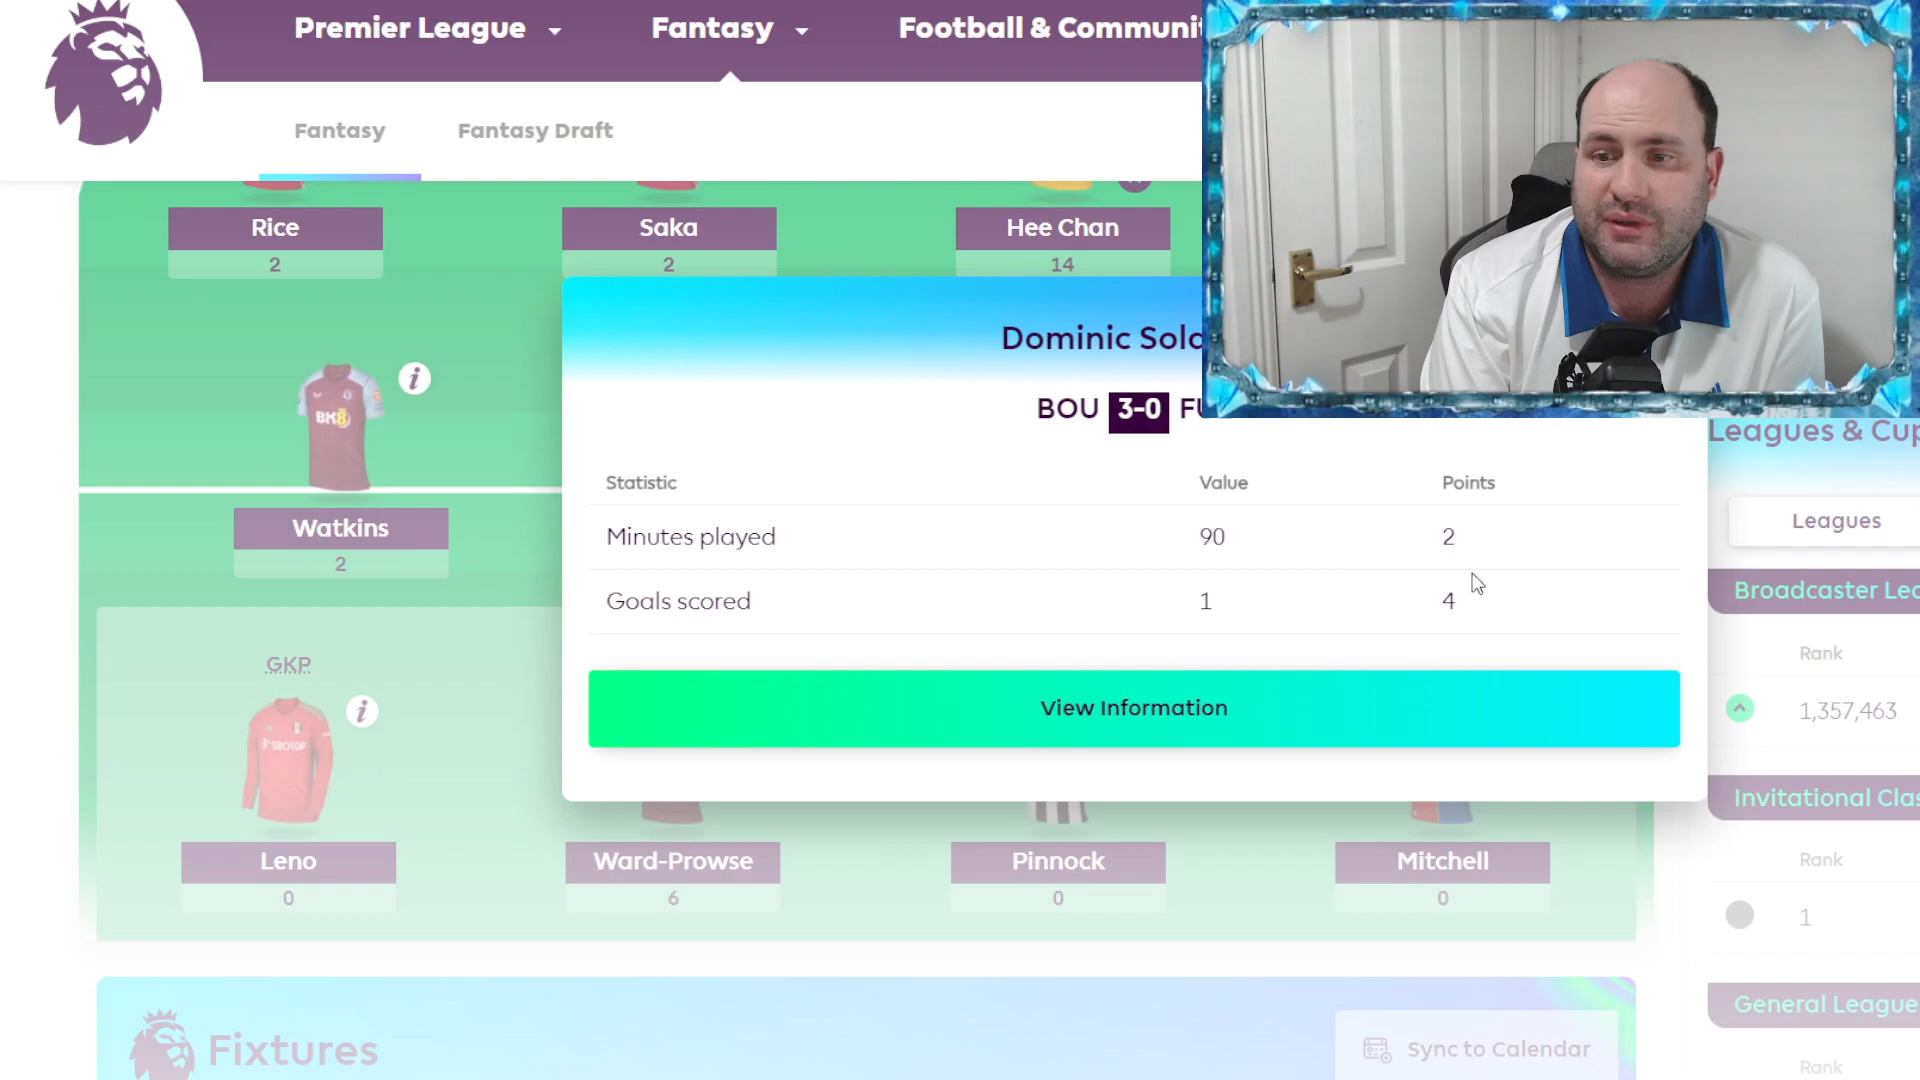 Premier League
Fantasy
Football & Communit
Fantasy
Fantasy Draft
Rice
2
Saka
2
Hee Chan
14
Dominic Sola
BOU 3-0 FU
Leagues & Cup
Statistic Value Points
Minutes played 90 2
Goals scored 1 4
View Information
BK8
Watkins
2
Leagues
Broadcaster Lea
Rank
1,357,463
Invitational Clas
Rank
1
General League
Rank
GKP
SBOTOP
Leno
0
Ward-Prowse
6
Pinnock
0
Mitchell
0
Fixtures
Sync to Calendar